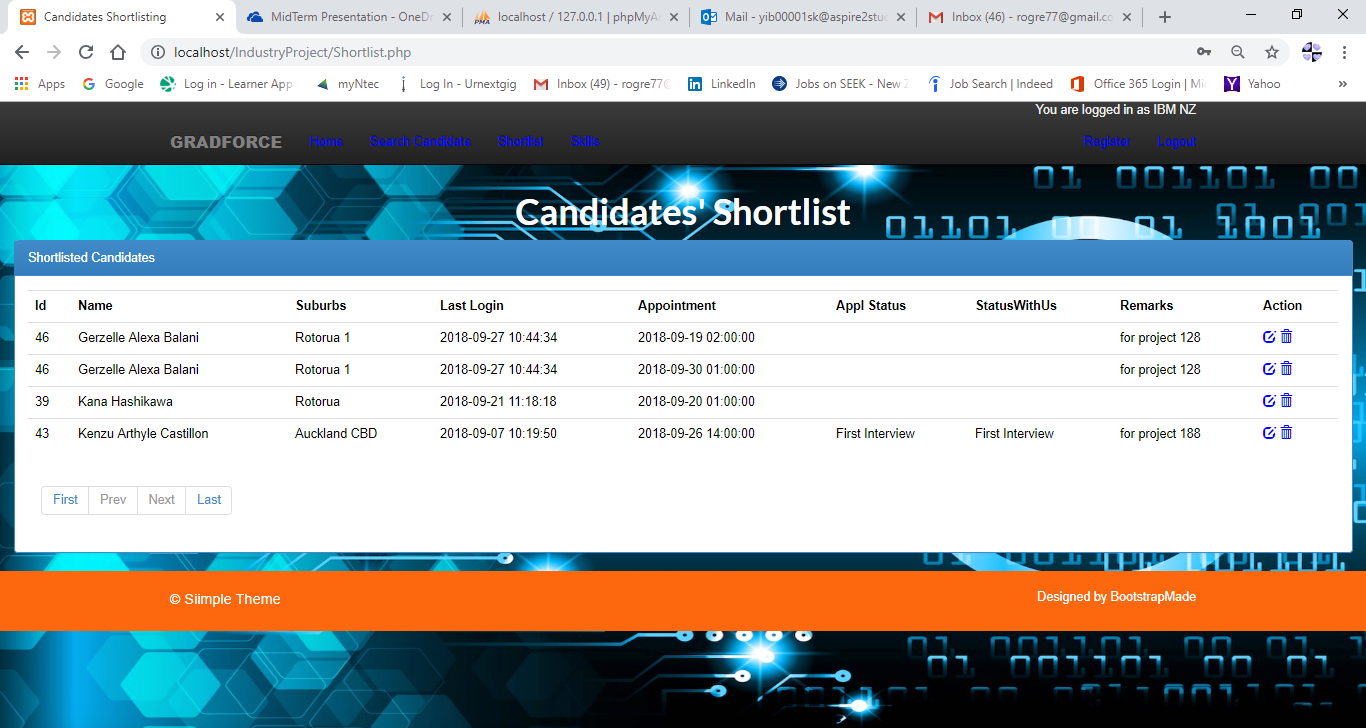 Candidates Shortlisting
MidTerm Presentation - OneDr
localhost / 127.0.0.1 | phpMyA
Mail - yib00001sk@aspire2stud
Inbox (46) - rogre77@gmail.co
localhost/IndustryProject/Shortlist.php
Apps Google Log in - Learner App myNtec Log In - Urnextgig Inbox (49) - rogre77@ LinkedIn Jobs on SEEK - New Z Job Search | Indeed Office 365 Login | Mi Yahoo »
You are logged in as IBM NZ
GRADFORCE Home Search Candidate Shortlist Skills Register Logout
Candidates' Shortlist
Shortlisted Candidates
Id Name Suburbs Last Login Appointment Appl Status StatusWithUs Remarks Action
46 Gerzelle Alexa Balani Rotorua 1 2018-09-27 10:44:34 2018-09-19 02:00:00 for project 128
46 Gerzelle Alexa Balani Rotorua 1 2018-09-27 10:44:34 2018-09-30 01:00:00 for project 128
39 Kana Hashikawa Rotorua 2018-09-21 11:18:18 2018-09-20 01:00:00
43 Kenzu Arthyle Castillon Auckland CBD 2018-09-07 10:19:50 2018-09-26 14:00:00 First Interview First Interview for project 188
First Prev Next Last
© Siimple Theme
Designed by BootstrapMade